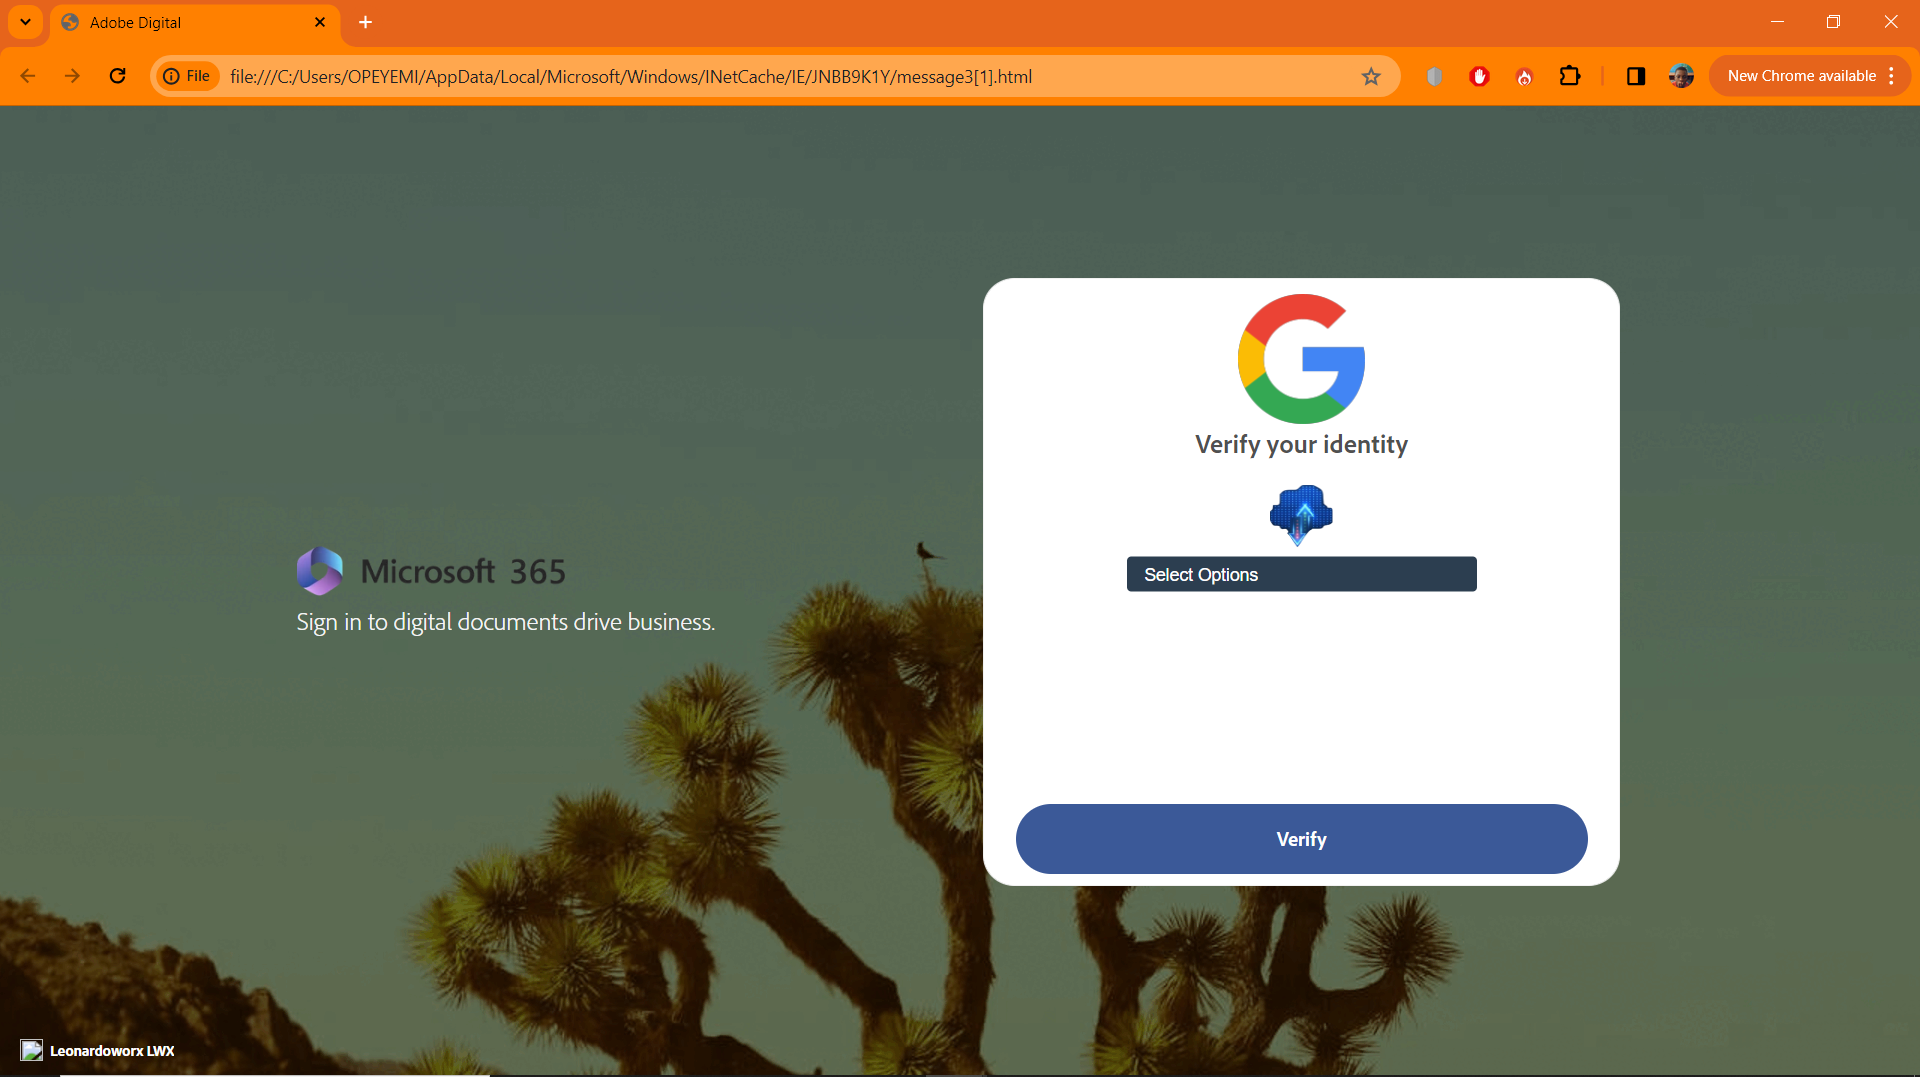 Adobe Digital
File
file:///C:/Users/OPEYEMI/AppData/Local/Microsoft/Windows/INetCache/IE/JNBB9K1Y/message3[1].html
New Chrome available
Verify your identity
Select Options
Microsoft 365
Sign in to digital documents drive business.
Verify
Leonardoworx LWX